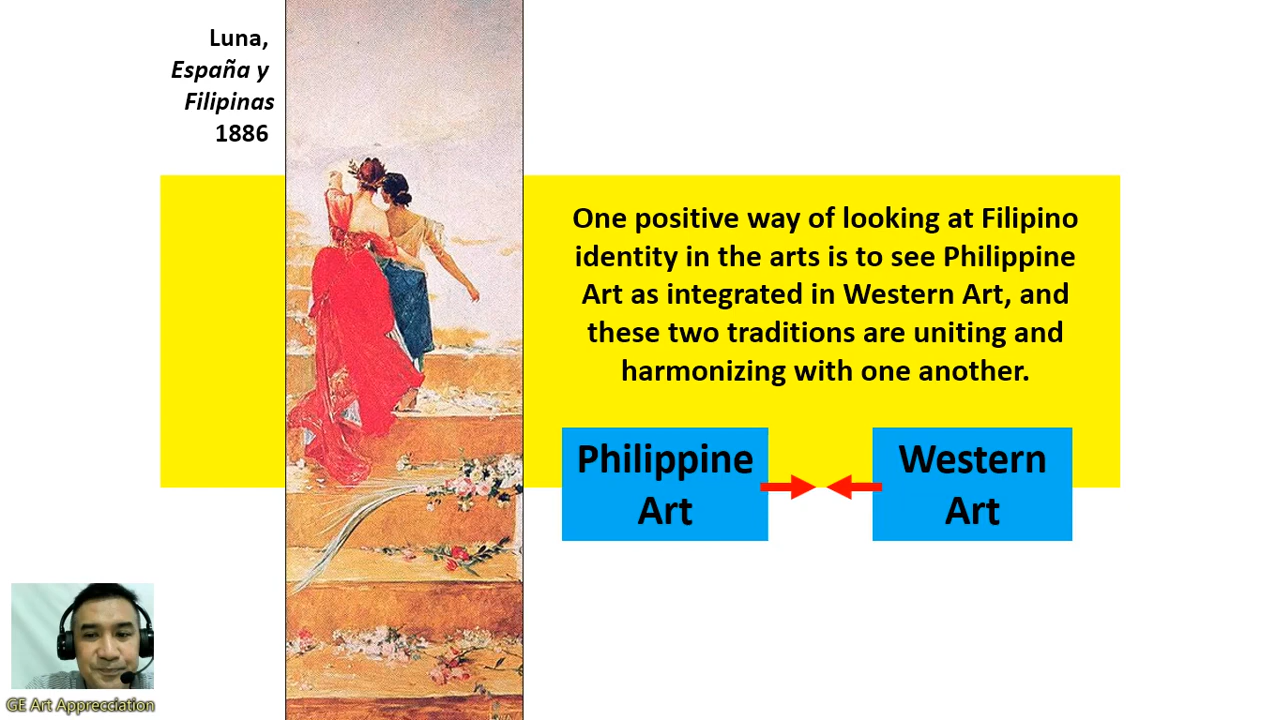 Luna,
España y
Filipinas
1886
One positive way of looking at Filipino
identity in the arts is to see Philippine
Art as integrated in Western Art, and
these two traditions are uniting and
harmonizing with one another.
Philippine
Art
Western
Art
GE Art Apprecciation